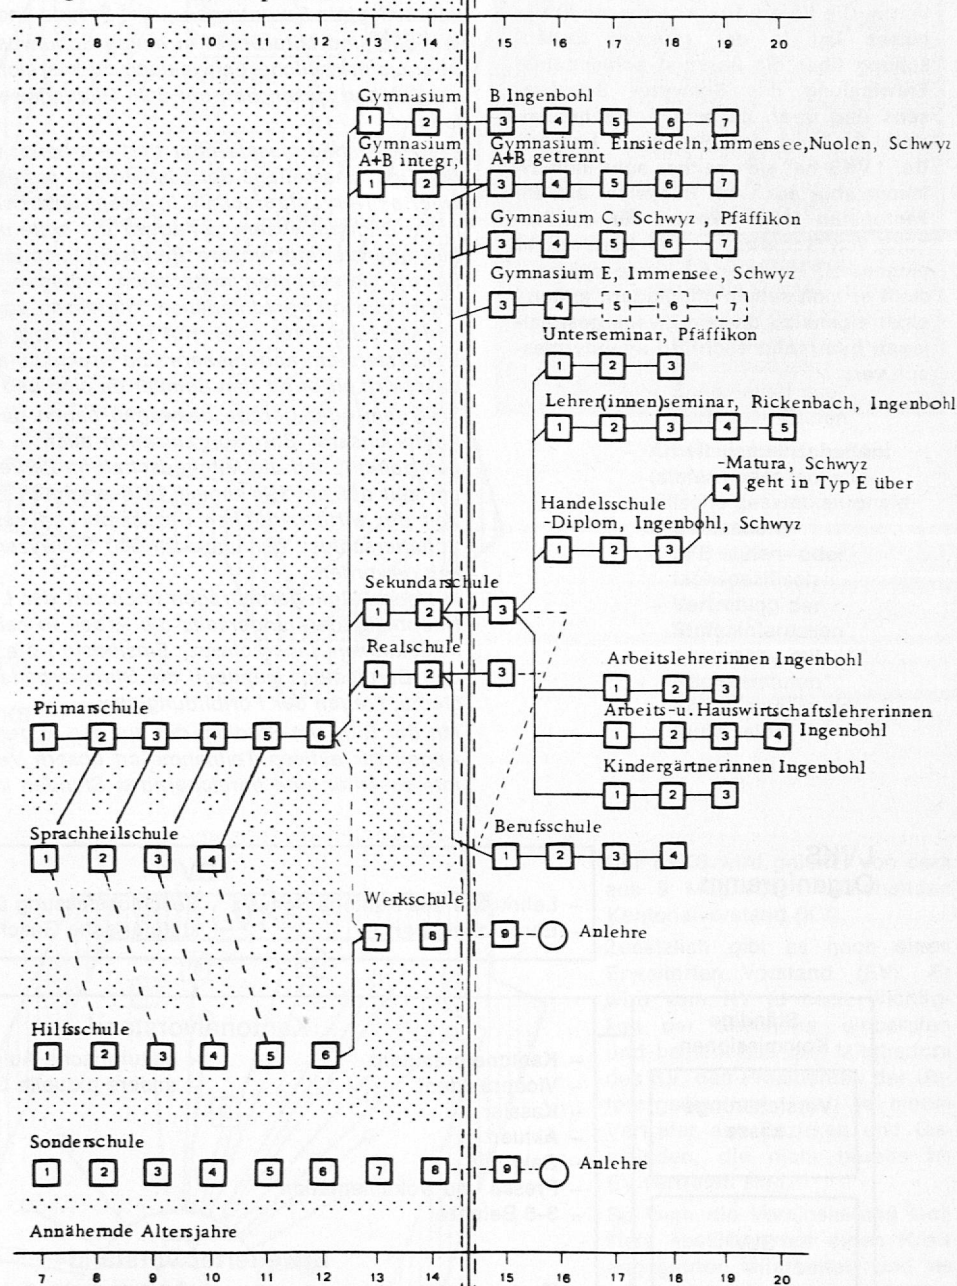 7 8 9 10 11 12 13 14 15 16 17 18 19 20
Gymnasium B Ingenbohl
1 2 3 4 5 6 7
Gymnasium Gymnasium. Einsiedeln, Immensee, Nuolen, Schwyz
A+B integr. A+B getrennt
1 2 3 4 5 6 7
Gymnasium C, Schwyz, Pfäffikon
3 4 5 6 7
Gymnasium E, Immensee, Schwyz
3 4 5 6 7
Unterseminar, Pfäffikon
1 2 3
Lehrer(innen)seminar, Rickenbach, Ingenbohl
1 2 3 4 5
-Matura, Schwyz
geht in Typ E über
4
Handelsschule
-Diplom, Ingenbohl, Schwyz
1 2 3
Sekundarschule
1 2 3
Realschule
1 2 3
Arbeitslehrerinnen Ingenbohl
1 2 3
Arbeits-u. Hauswirtschaftslehrerinnen
Ingenbohl
1 2 3 4
Primarschule
1 2 3 4 5 6
Kindergärtnerinnen Ingenbohl
1 2 3
Sprachheilschule
1 2 3 4
Berufsschule
1 2 3 4
Werkschule
7 8 9 Anlehre
Hilfsschule
1 2 3 4 5 6
Sonderschule
1 2 3 4 5 6 7 8 9 Anlehre
Annähernde Altersjahre
7 8 9 10 11 12 13 14 15 16 17 18 19 20